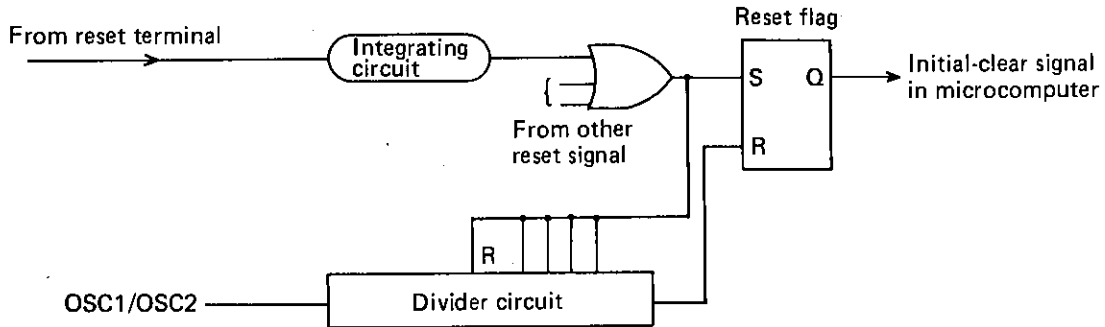 Reset flag
From reset terminal
Integrating
circuit
S
Q
Initial-clear signal
in microcomputer
From other
reset signal
R
R
OSC1/OSC2
Divider circuit